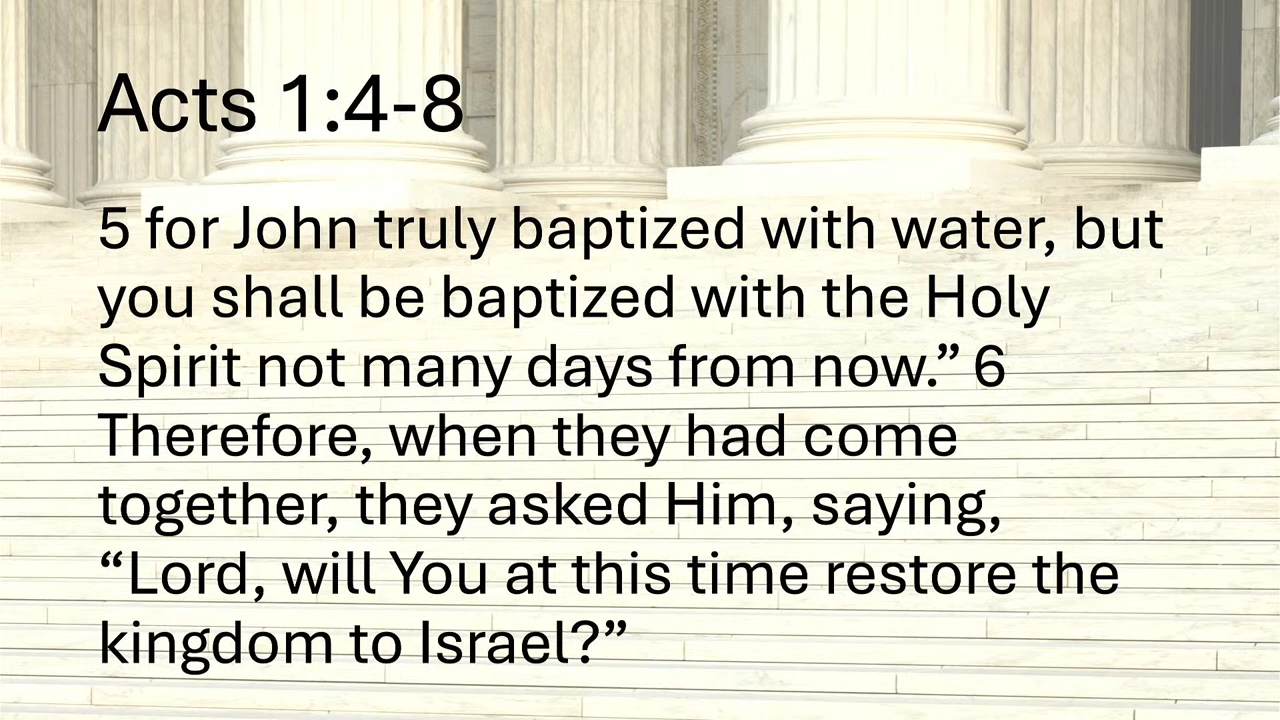 Acts 1:4-8
5 for John truly baptized with water, but
you shall be baptized with the Holy
Spirit not many days from now.” 6
Therefore, when they had come
together, they asked Him, saying,
“Lord, will You at this time restore the
kingdom to Israel?”